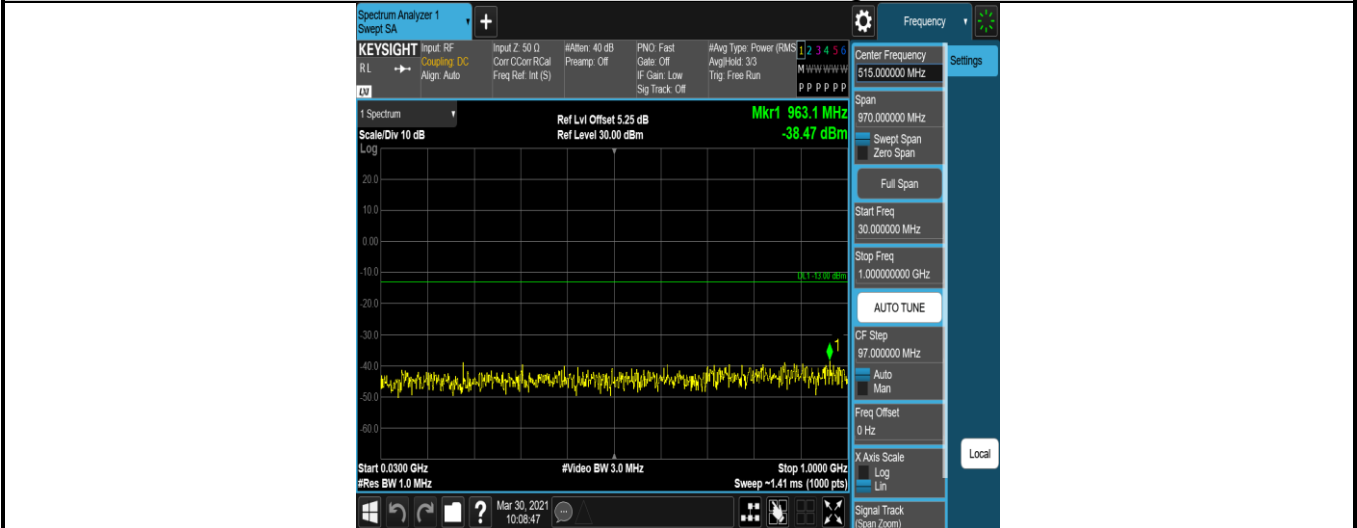 Spectrum Analyzer 1
Swept SA
+
Frequency
KEYSIGHT
RL
LXI
Input: RF
Coupling: DC
Align: Auto
Input Z: 50 Ω
Corr CCorr RCal
Freq Ref: Int (S)
#Atten: 40 dB
Preamp: Off
PNO: Fast
Gate: Off
IF Gain: Low
Sig Track: Off
#Avg Type: Power (RMS
Avg|Hold: 3/3
Trig: Free Run
1 2 3 4 5 6
M W W W W W
P P P P P P
1 Spectrum
Scale/Div 10 dB
Ref Lvl Offset 5.25 dB
Ref Level 30.00 dBm
Mkr1 963.1 MHz
-38.47 dBm
Log
20.0
10.0
0.00
-10.0
DL1 -13.00 dBm
-20.0
-30.0
1
-40.0
-50.0
-60.0
Start 0.0300 GHz
#Video BW 3.0 MHz
Stop 1.0000 GHz
#Res BW 1.0 MHz
Sweep ~1.41 ms (1000 pts)
?
Mar 30, 2021
10:08:47
Center Frequency
515.000000 MHz
Settings
Span
970.000000 MHz
Swept Span
Zero Span
Full Span
Start Freq
30.000000 MHz
Stop Freq
1.000000000 GHz
AUTO TUNE
CF Step
97.000000 MHz
Auto
Man
Freq Offset
0 Hz
X Axis Scale
Log
Lin
Local
Signal Track
(Span Zoom)